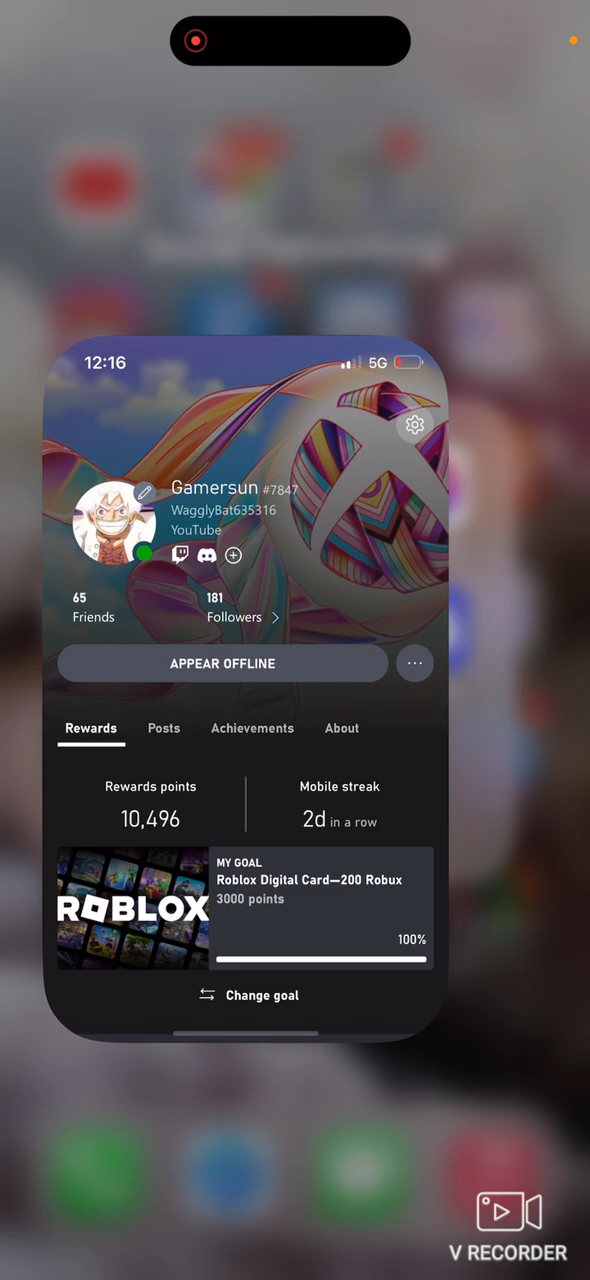 12:16
5G
Gamersun #7847
WagglyBat635316
YouTube
65
Friends
181
Followers
APPEAR OFFLINE
Rewards
Posts
Achievements
About
Rewards points
10,496
Mobile streak
2d in a row
ROBLOX
MY GOAL
Roblox Digital Card—200 Robux
3000 points
100%
Change goal
V RECORDER